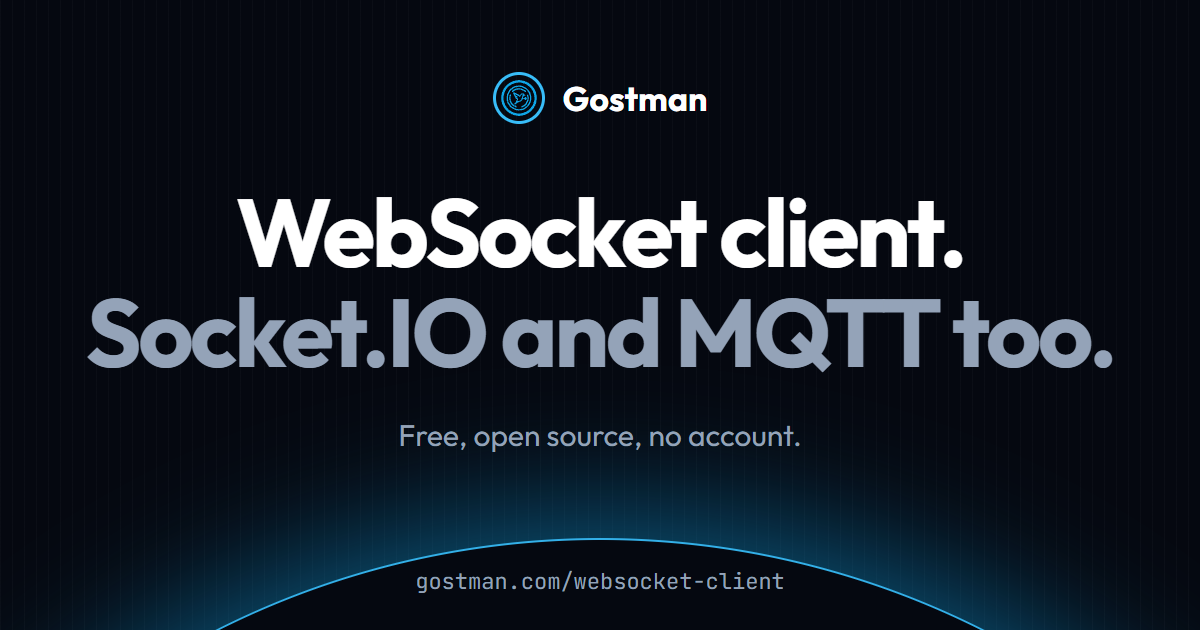 Gostman
WebSocket client.
Socket.IO and MQTT too.
Free, open source, no account.
gostman.com/websocket-client